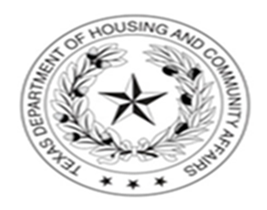 TEXAS DEPARTMENT OF HOUSING AND COMMUNITY AFFAIRS